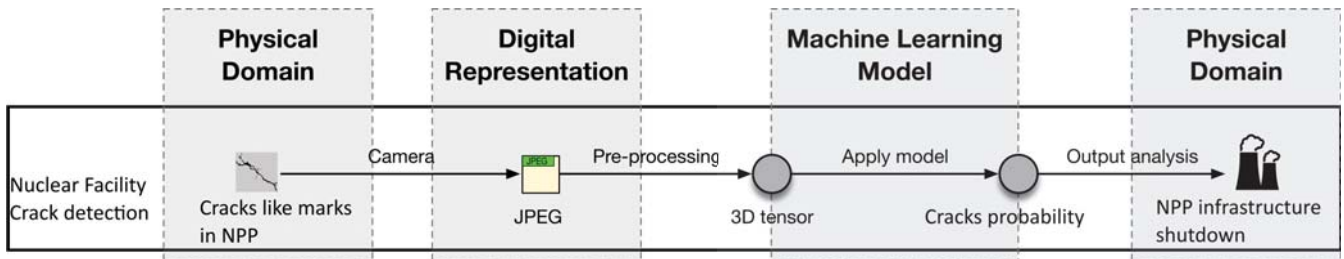 Physical
Domain
Digital
Representation
Machine Learning
Model
Physical
Domain
Nuclear Facility
Crack detection
Cracks like marks
in NPP
Camera
JPEG
JPEG
Pre-processing
3D tensor
Apply model
Cracks probability
Output analysis
NPP infrastructure
shutdown